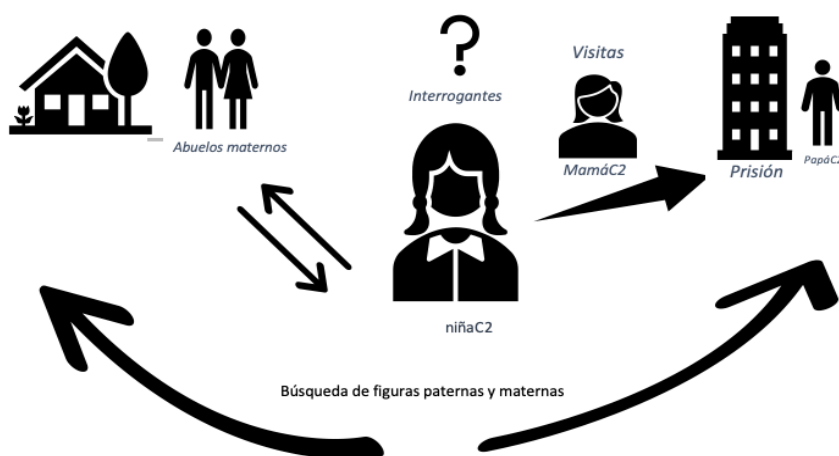 Visitas
Interrogantes
Abuelos maternos
MamáC2
Prisión
PapáC2
niñaC2
Búsqueda de figuras paternas y maternas